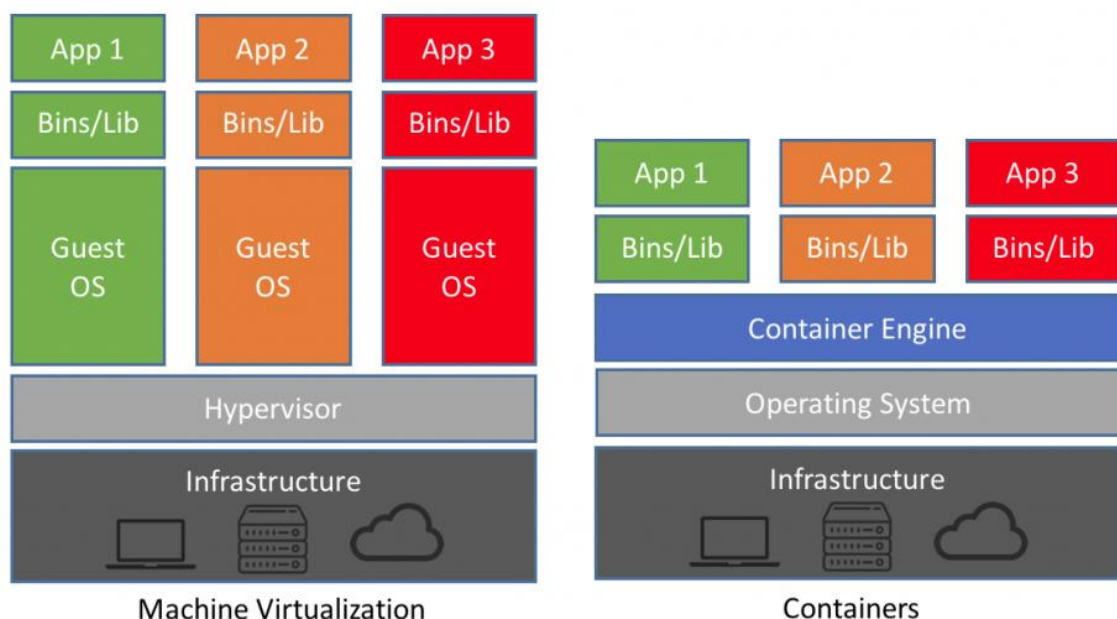 App 1
App 2
App 3
Bins/Lib
Bins/Lib
Bins/Lib
Guest
OS
Guest
OS
Guest
OS
Hypervisor
Infrastructure
Machine Virtualization
App 1
App 2
App 3
Bins/Lib
Bins/Lib
Bins/Lib
Container Engine
Operating System
Infrastructure
Containers